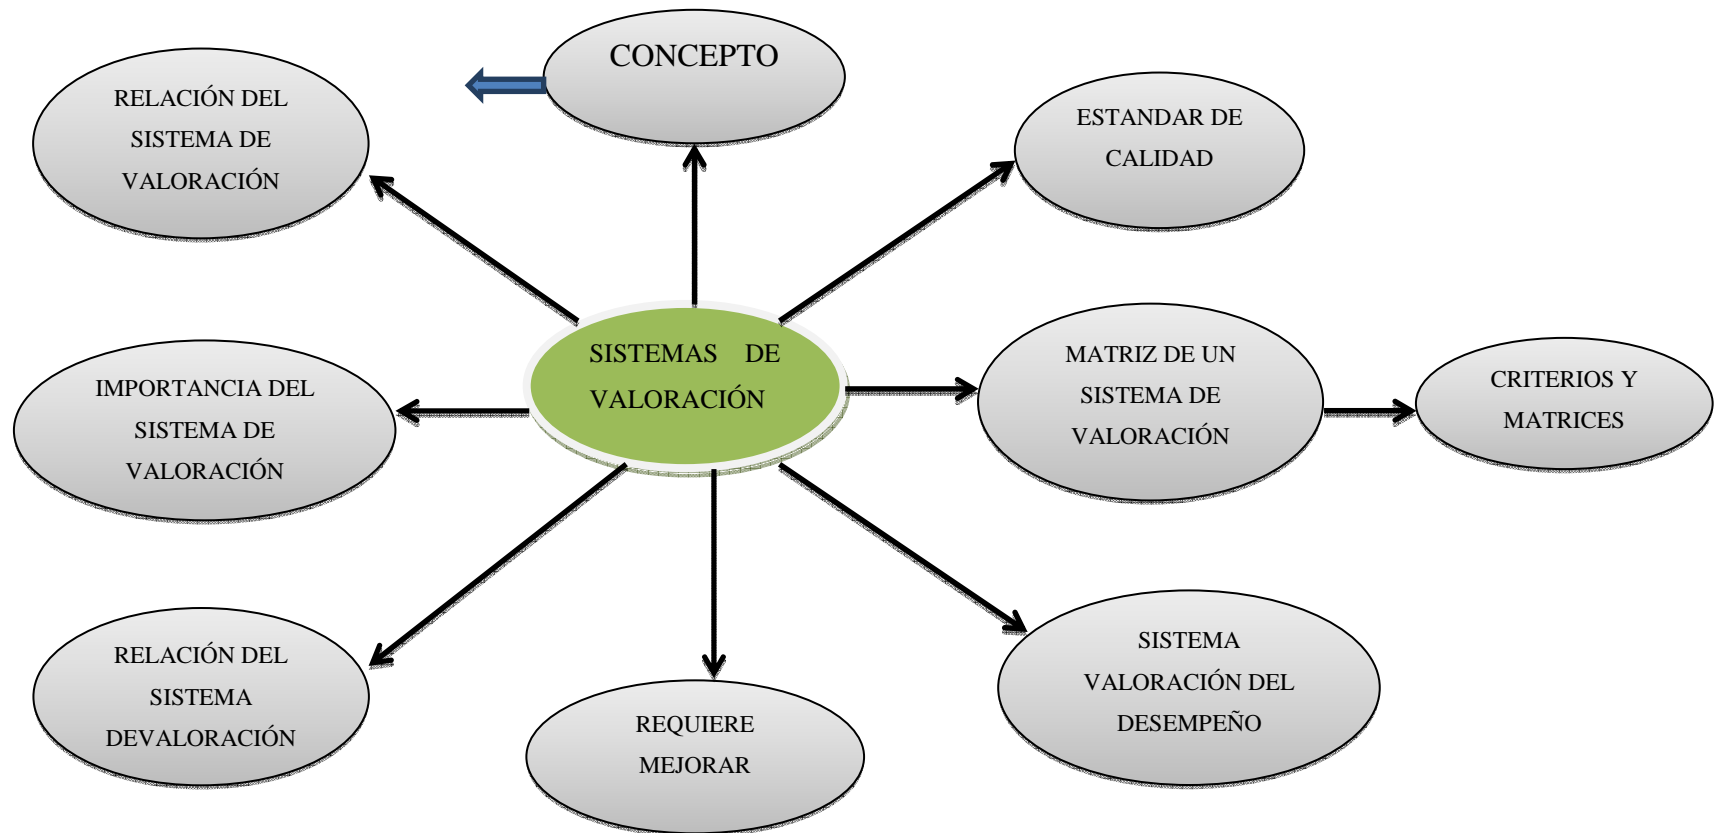 CONCEPTO
RELACIÓN DEL
SISTEMA DE
VALORACIÓN
ESTANDAR DE
CALIDAD
SISTEMAS DE
VALORACIÓN
MATRIZ DE UN
SISTEMA DE
VALORACIÓN
CRITERIOS Y
MATRICES
IMPORTANCIA DEL
SISTEMA DE
VALORACIÓN
RELACIÓN DEL
SISTEMA
DEVALORACIÓN
REQUIERE
MEJORAR
SISTEMA
VALORACIÓN DEL
DESEMPEÑO